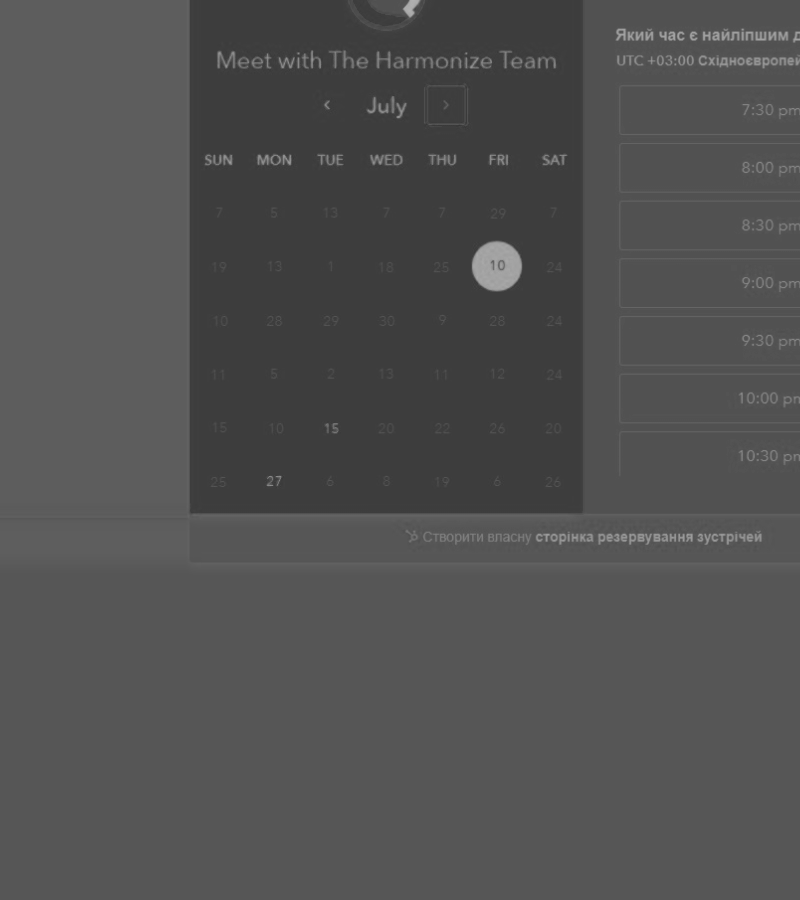 Meet with The Harmonize Team
‹ July ›
SUN MON TUE WED THU FRI SAT
7 5 13 7 7 29 7
19 13 1 18 25 10 24
10 28 29 30 9 28 24
11 5 2 13 11 12 24
15 10 15 20 22 26 20
25 27 6 8 19 6 26
Який час є найліпшим
UTC +03:00 Східноєвропей
7:30 pm
8:00 pm
8:30 pm
9:00 pm
9:30 pm
10:00 pm
10:30 pm
Створити власну сторінка резервування зустрічей